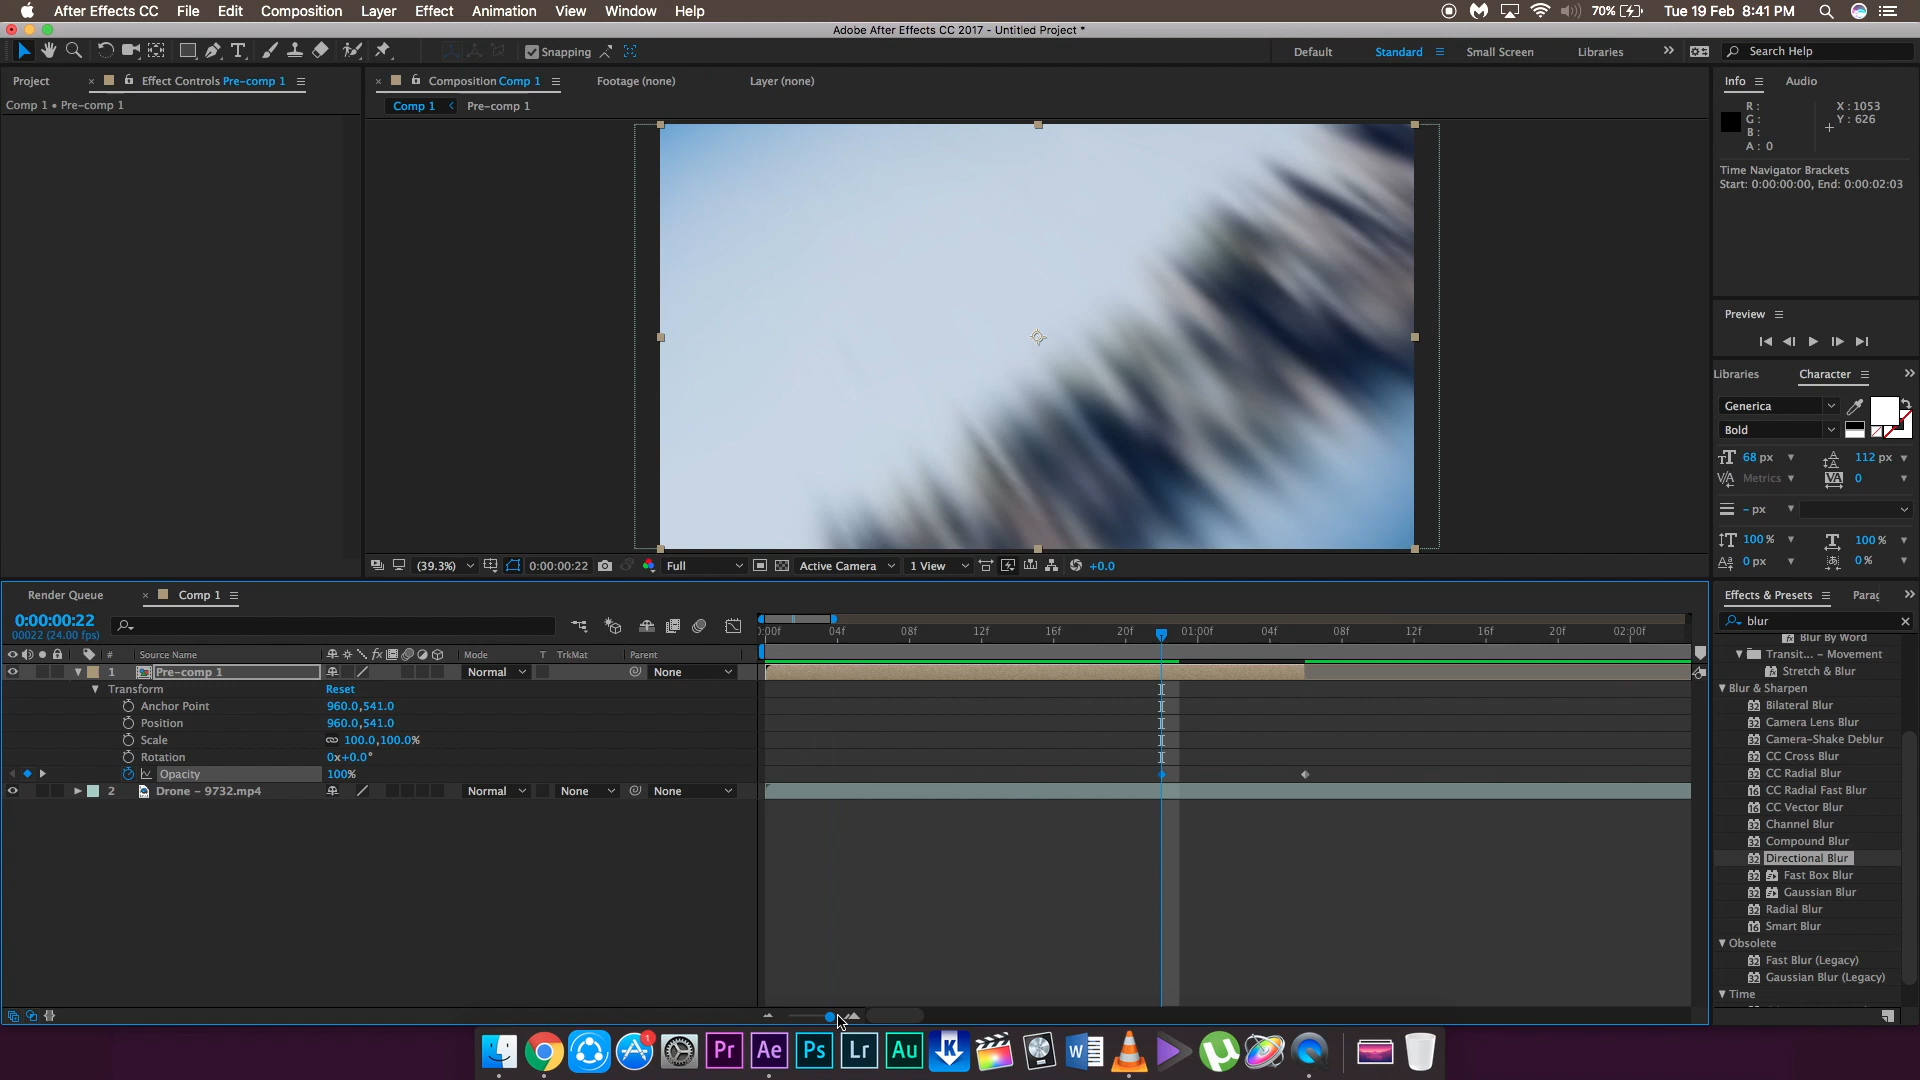 After Effects CC File Edit Composition Layer Effect Animation View Window Help 70% Tue 19 Feb 8:41 PM
Adobe After Effects CC 2017 - Untitled Project *
Snapping Default Standard Small Screen Libraries Search Help
Project Effect Controls Pre-comp 1 Composition Comp 1 Footage (none) Layer (none) Info Audio
Comp 1 • Pre-comp 1 Comp 1 Pre-comp 1
R: X: 1053
G: Y: 626
B:
A: 0
Time Navigator Brackets
Start: 0:00:00:00, End: 0:00:02:03
Preview
Libraries Character
Generica
Bold
68 px 112 px
Metrics 0
- px
100% 100%
0 px 0%
(39.3%) 0:00:00:22 Full Active Camera 1 View +0.0
Render Queue Comp 1
0:00:00:22
00022 (24.00 fps)
:00f 04f 08f 12f 16f 20f 01:00f 04f 08f 12f 16f 20f 02:00f
# Source Name Mode T TrkMat Parent
1 Pre-comp 1 Normal None
Transform Reset
Anchor Point 960.0,541.0
Position 960.0,541.0
Scale 100.0,100.0%
Rotation 0x+0.0°
Opacity 100%
2 Drone - 9732.mp4 Normal None None
Effects & Presets Parag
blur
Blur By Word
Transit... - Movement
Stretch & Blur
Blur & Sharpen
Bilateral Blur
Camera Lens Blur
Camera-Shake Deblur
CC Cross Blur
CC Radial Blur
CC Radial Fast Blur
CC Vector Blur
Channel Blur
Compound Blur
Directional Blur
Fast Box Blur
Gaussian Blur
Radial Blur
Smart Blur
Obsolete
Fast Blur (Legacy)
Gaussian Blur (Legacy)
Time
1 Pr Ae Ps Lr Au K W